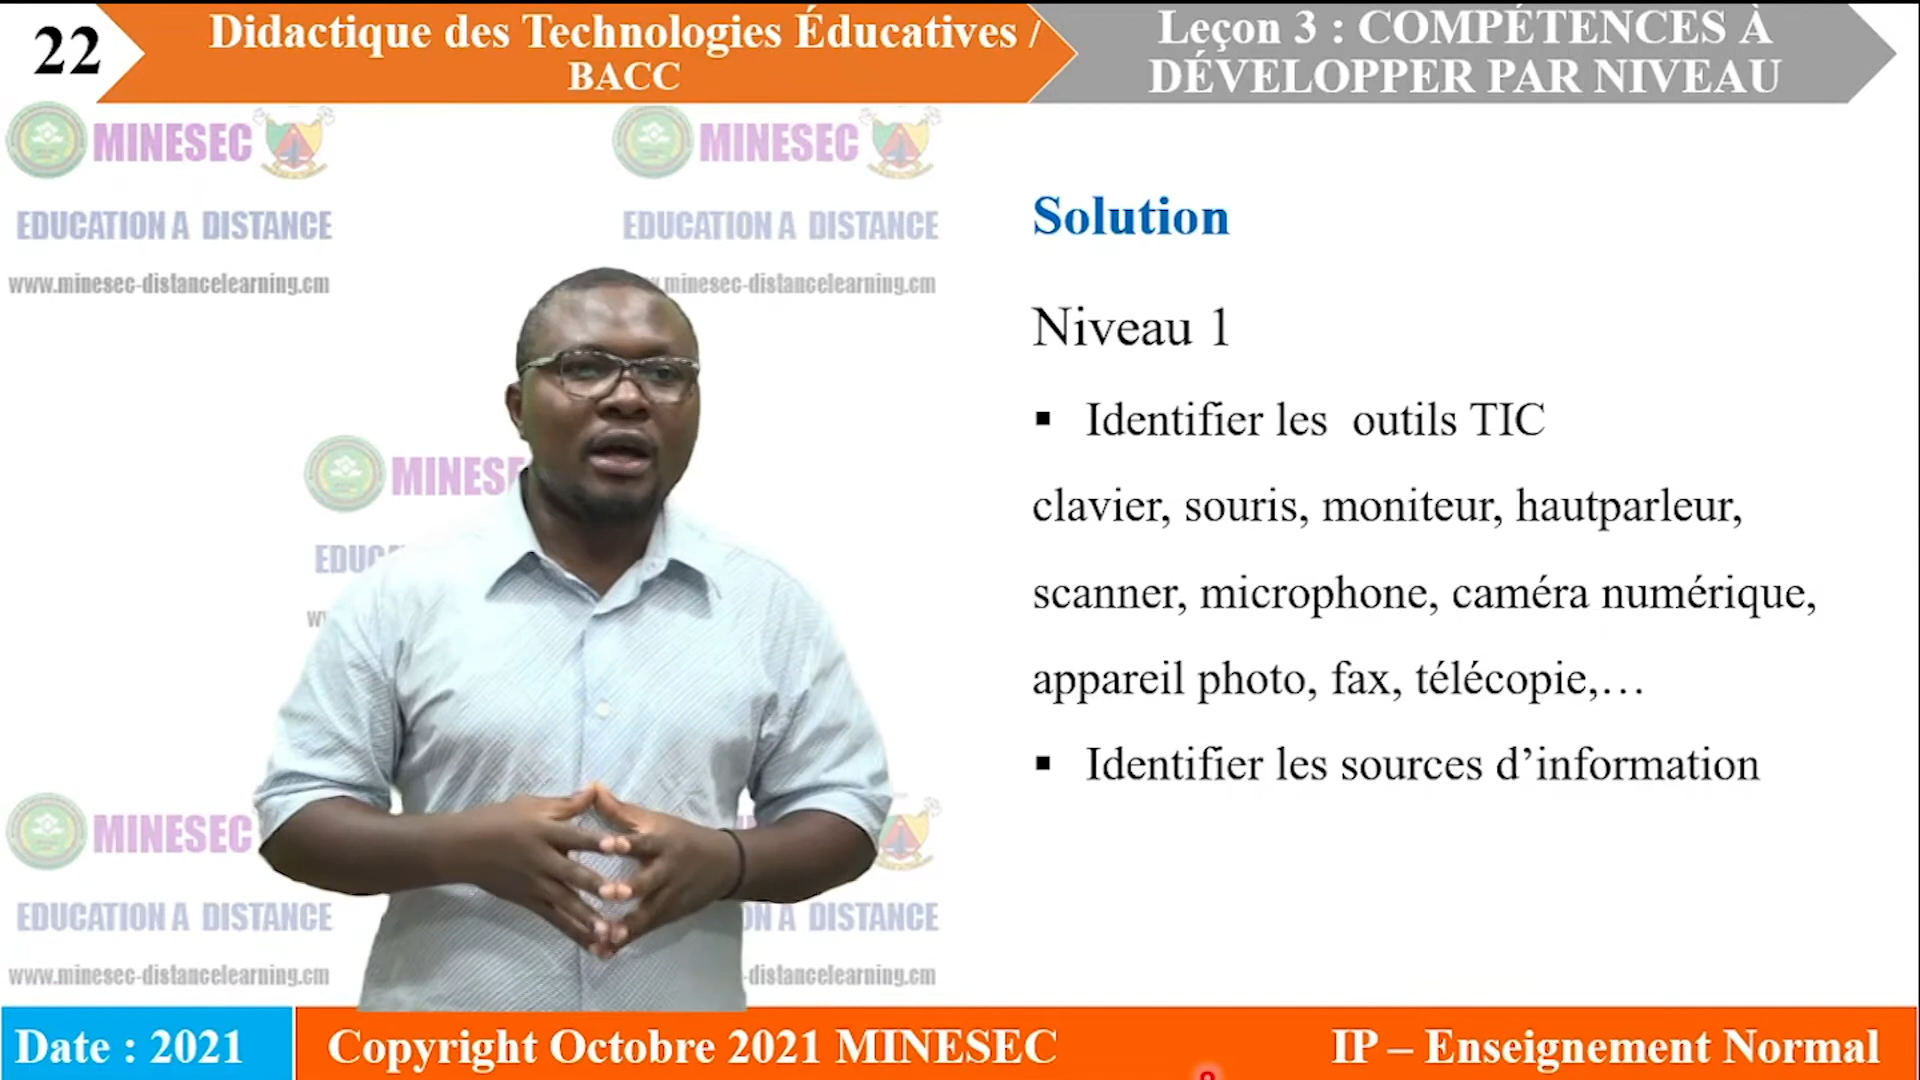 22
Didactique des Technologies Éducatives /
BACC
Leçon 3 : COMPÉTENCES À
DÉVELOPPER PAR NIVEAU
MINESEC
EDUCATION A DISTANCE
www.minesec-distancelearning.cm
MINESEC
EDUCATION A DISTANCE
minesec-distancelearning.cm
Solution
Niveau 1
▪ Identifier les outils TIC
clavier, souris, moniteur, hautparleur,
scanner, microphone, caméra numérique,
appareil photo, fax, télécopie,…
▪ Identifier les sources d’information
MINESEC
EDUCATION A DISTANCE
www.minesec-distancelearning.cm
A DISTANCE
-distancelearning.cm
Date : 2021
Copyright Octobre 2021 MINESEC
IP – Enseignement Normal